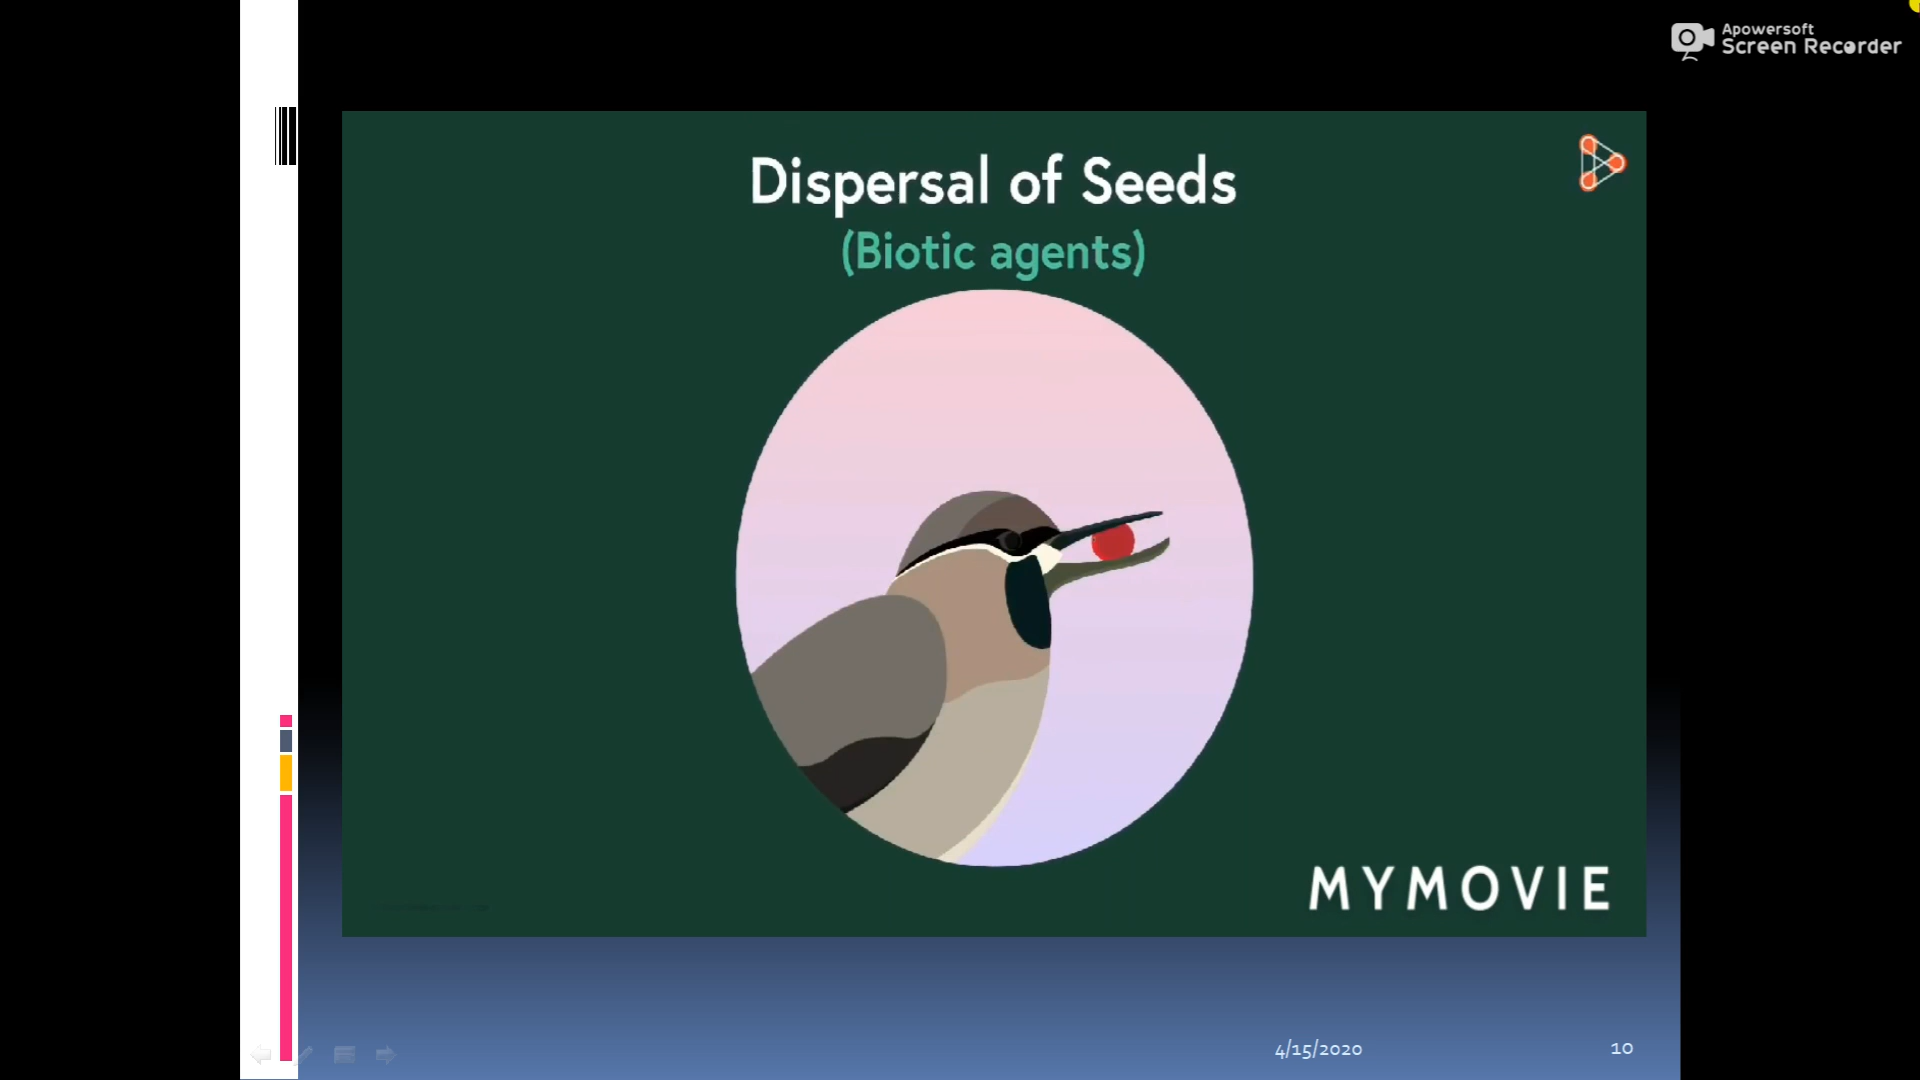 Apowersoft
Screen Recorder
Dispersal of Seeds
(Biotic agents)
MYMOVIE
4/15/2020
10